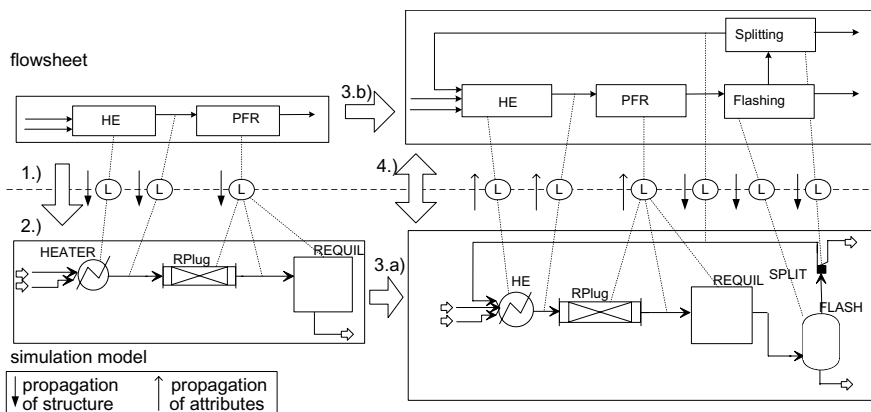 flowsheet
HE
PFR
3.b)
Splitting
HE
PFR
Flashing
1.)
L
L
L
4.)
L
L
L
L
L
L
2.)
HEATER
RPlug
REQUIL
3.a)
HE
RPlug
REQUIL
SPLIT
FLASH
simulation model
propagation
of structure
propagation
of attributes